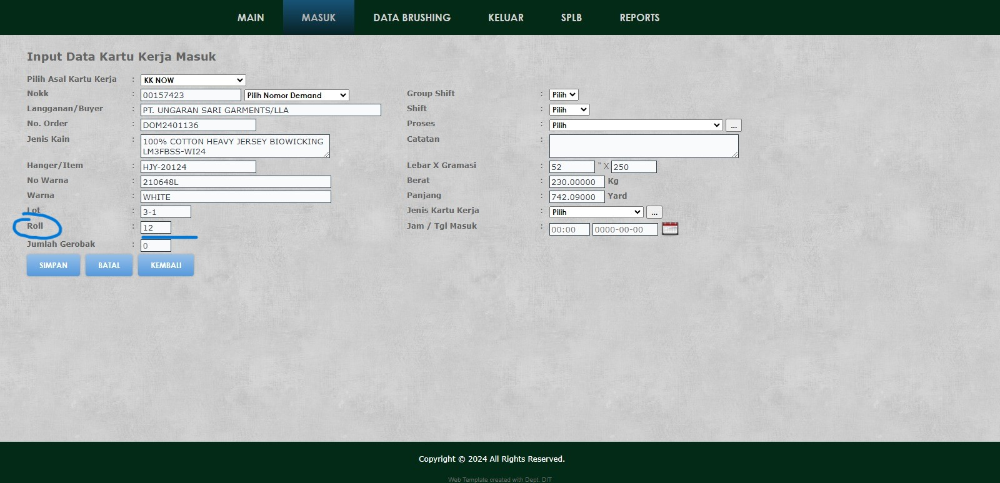 MAIN MASUK DATA BRUSHING KELUAR SPLB REPORTS
Input Data Kartu Kerja Masuk
Pilih Asal Kartu Kerja : KK NOW
Nokk : 00157423 Pilih Nomor Demand
Langganan/Buyer : PT. UNGARAN SARI GARMENTS/LLA
No. Order : DOM2401136
Jenis Kain : 100% COTTON HEAVY JERSEY BIOWICKING
LM3FBSS-WI24
Hanger/Item : HJY-20124
No Warna : 210648L
Warna : WHITE
Lot : 3-1
Roll : 12
Jumlah Gerobak : 0
SIMPAN BATAL KEMBALI
Group Shift : Pilih
Shift : Pilih
Proses : Pilih ...
Catatan :
Lebar X Gramasi : 52 " X 250
Berat : 230.00000 Kg
Panjang : 742.09000 Yard
Jenis Kartu Kerja : Pilih ...
Jam / Tgl Masuk : 00:00 0000-00-00
Copyright © 2024 All Rights Reserved.
Web Template created with Dept. DIT